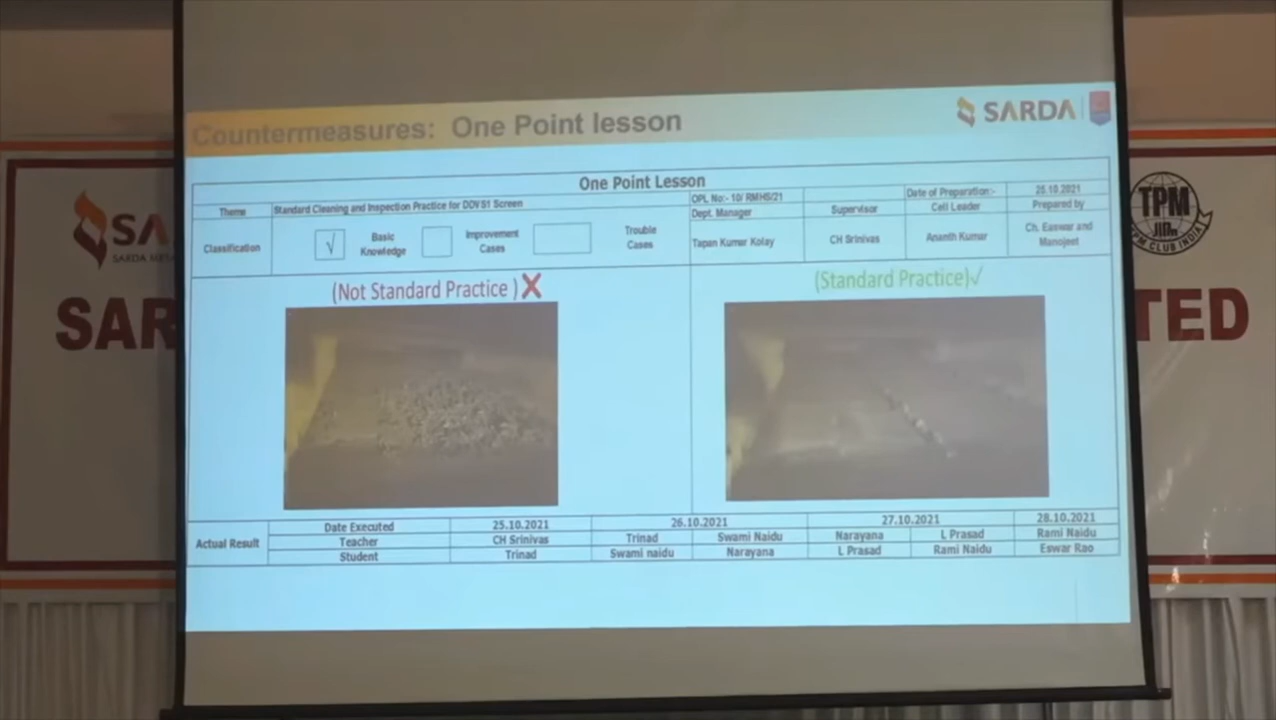 Countermeasures: One Point lesson
SARDA
One Point Lesson
Theme
Standard Cleaning and Inspection Practice for DDVS1 Screen
OPL No:- 10/ RMHS/21
Date of Preparation:-
25.10.2021
Dept. Manager
Supervisor
Cell Leader
Prepared by
Classification
√
Basic Knowledge
Improvement Cases
Trouble Cases
Tapan Kumar Kolay
CH Srinivas
Ananth Kumar
Ch. Eswar and Manojeet
(Not Standard Practice )
(Standard Practice)√
Actual Result
Date Executed
25.10.2021
26.10.2021
27.10.2021
28.10.2021
Teacher
CH Srinivas
Trinad
Swami Naidu
Narayana
L Prasad
Rami Naidu
Student
Trinad
Swami naidu
Narayana
L Prasad
Rami Naidu
Eswar Rao
SA
SARDA
SAR
TPM
CLUB INDIA
TED